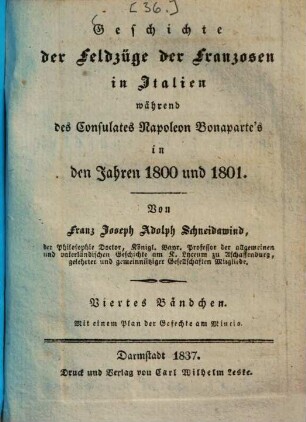 [36.]
Geschichte
der Feldzüge der Franzosen
in Italien
während
des Consulates Napoleon Bonaparte's
in
den Jahren 1800 und 1801.
Von
Franz Joseph Adolph Schneidawind,
der Philosophie Doctor, Königl. Bayr. Professor der allgemeinen
und vaterländischen Geschichte am K. Lyceum zu Aschaffenburg,
gelehrter und gemeinnütziger Gesellschaften Mitgliede.
Viertes Bändchen.
Mit einem Plan der Gefechte am Mincio.
Darmstadt 1837.
Druck und Verlag von Carl Wilhelm Leske.